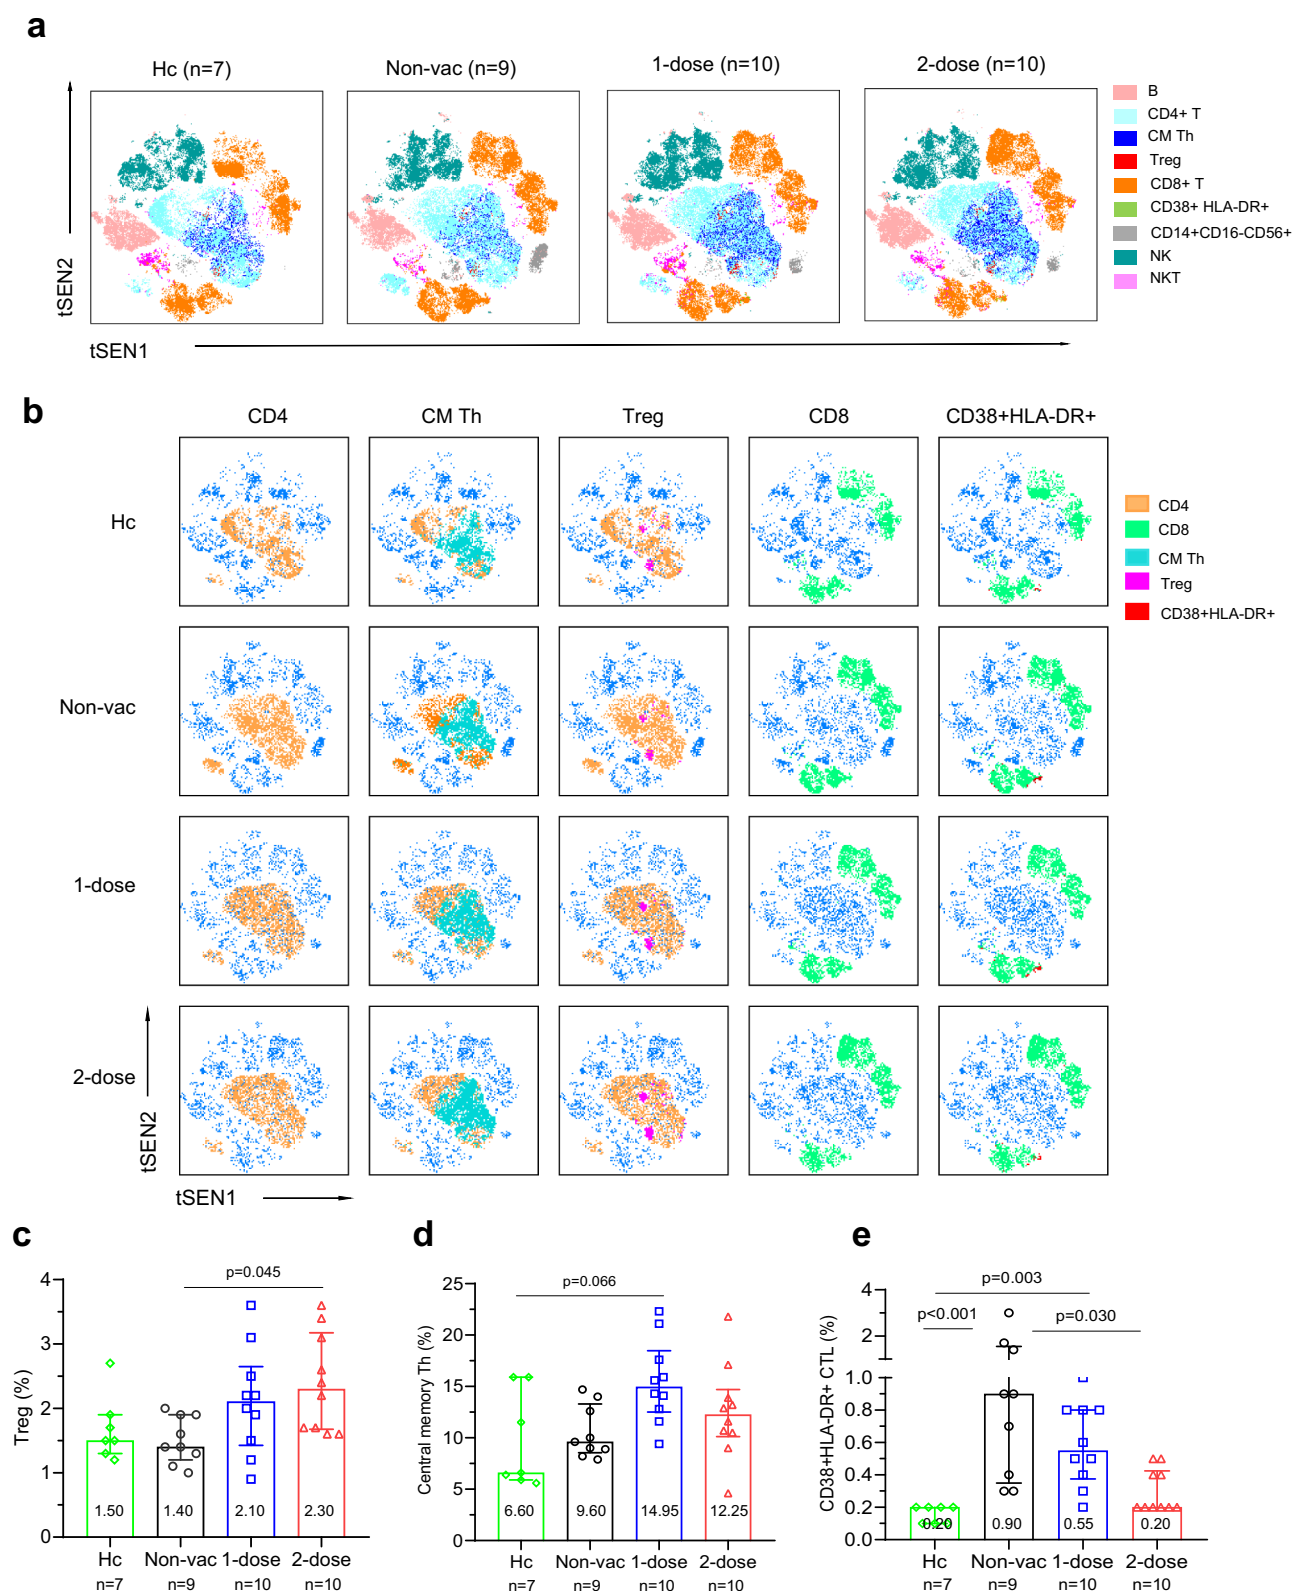 a
Hc (n=7)
Non-vac (n=9)
1-dose (n=10)
2-dose (n=10)
B
CD4+ T
CM Th
Treg
CD8+ T
CD38+ HLA-DR+
CD14+CD16-CD56+
NK
NKT
tSEN2
tSEN1
b
CD4
CM Th
Treg
CD8
CD38+HLA-DR+
Hc
Non-vac
1-dose
2-dose
CD4
CD8
CM Th
Treg
CD38+HLA-DR+
tSEN2
tSEN1
c
Treg (%)
4
3
2
1
0
p=0.045
1.50
1.40
2.10
2.30
Hc
Non-vac
1-dose
2-dose
n=7
n=9
n=10
n=10
d
Central memory Th (%)
25
20
15
10
5
0
p=0.066
6.60
9.60
14.95
12.25
Hc
Non-vac
1-dose
2-dose
n=7
n=9
n=10
n=10
e
CD38+HLA-DR+ CTL (%)
4
2
1.0
0.8
0.6
0.4
0.2
0.0
p=0.003
p<0.001
p=0.030
0.20
0.90
0.55
0.20
Hc
Non-vac
1-dose
2-dose
n=7
n=9
n=10
n=10